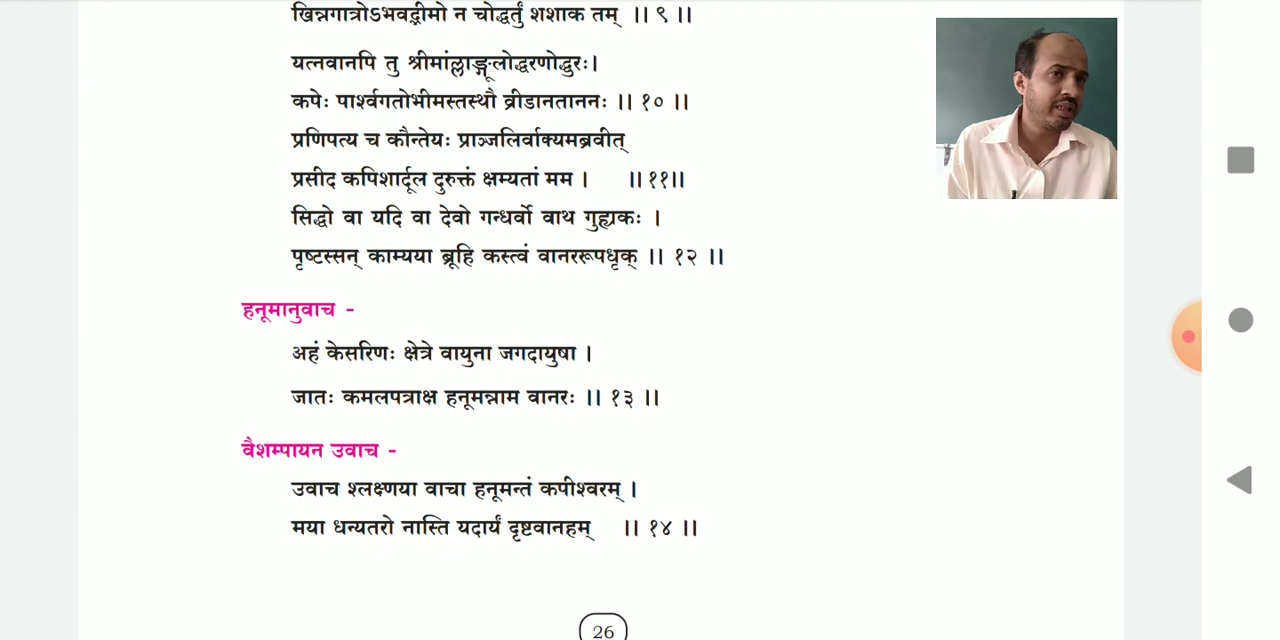 खिन्नगात्रोऽभवद्भीमो न चोद्धर्तुं शशाक तम् ।। ९ ।।
यत्नवानपि तु श्रीमांल्लाङ्गूलोद्धरणोद्धुरः।
कपेः पार्श्वगतोभीमस्तस्थौ व्रीडानताननः ।। १० ।।
प्रणिपत्य च कौन्तेयः प्राञ्जलिर्वाक्यमब्रवीत्
प्रसीद कपिशार्दूल दुरुक्तं क्षम्यतां मम । ।।११।।
सिद्धो वा यदि वा देवो गन्धर्वो वाथ गुह्यकः ।
पृष्टस्सन् काम्यया ब्रूहि कस्त्वं वानररूपधृक् ।। १२ ।।
हनूमानुवाच -
अहं केसरिणः क्षेत्रे वायुना जगदायुषा ।
जातः कमलपत्राक्ष हनूमन्नाम वानरः ।। १३ ।।
वैशम्पायन उवाच -
उवाच श्लक्ष्णया वाचा हनूमन्तं कपीश्वरम् ।
मया धन्यतरो नास्ति यदार्यं दृष्टवानहम् ।। १४ ।।
26